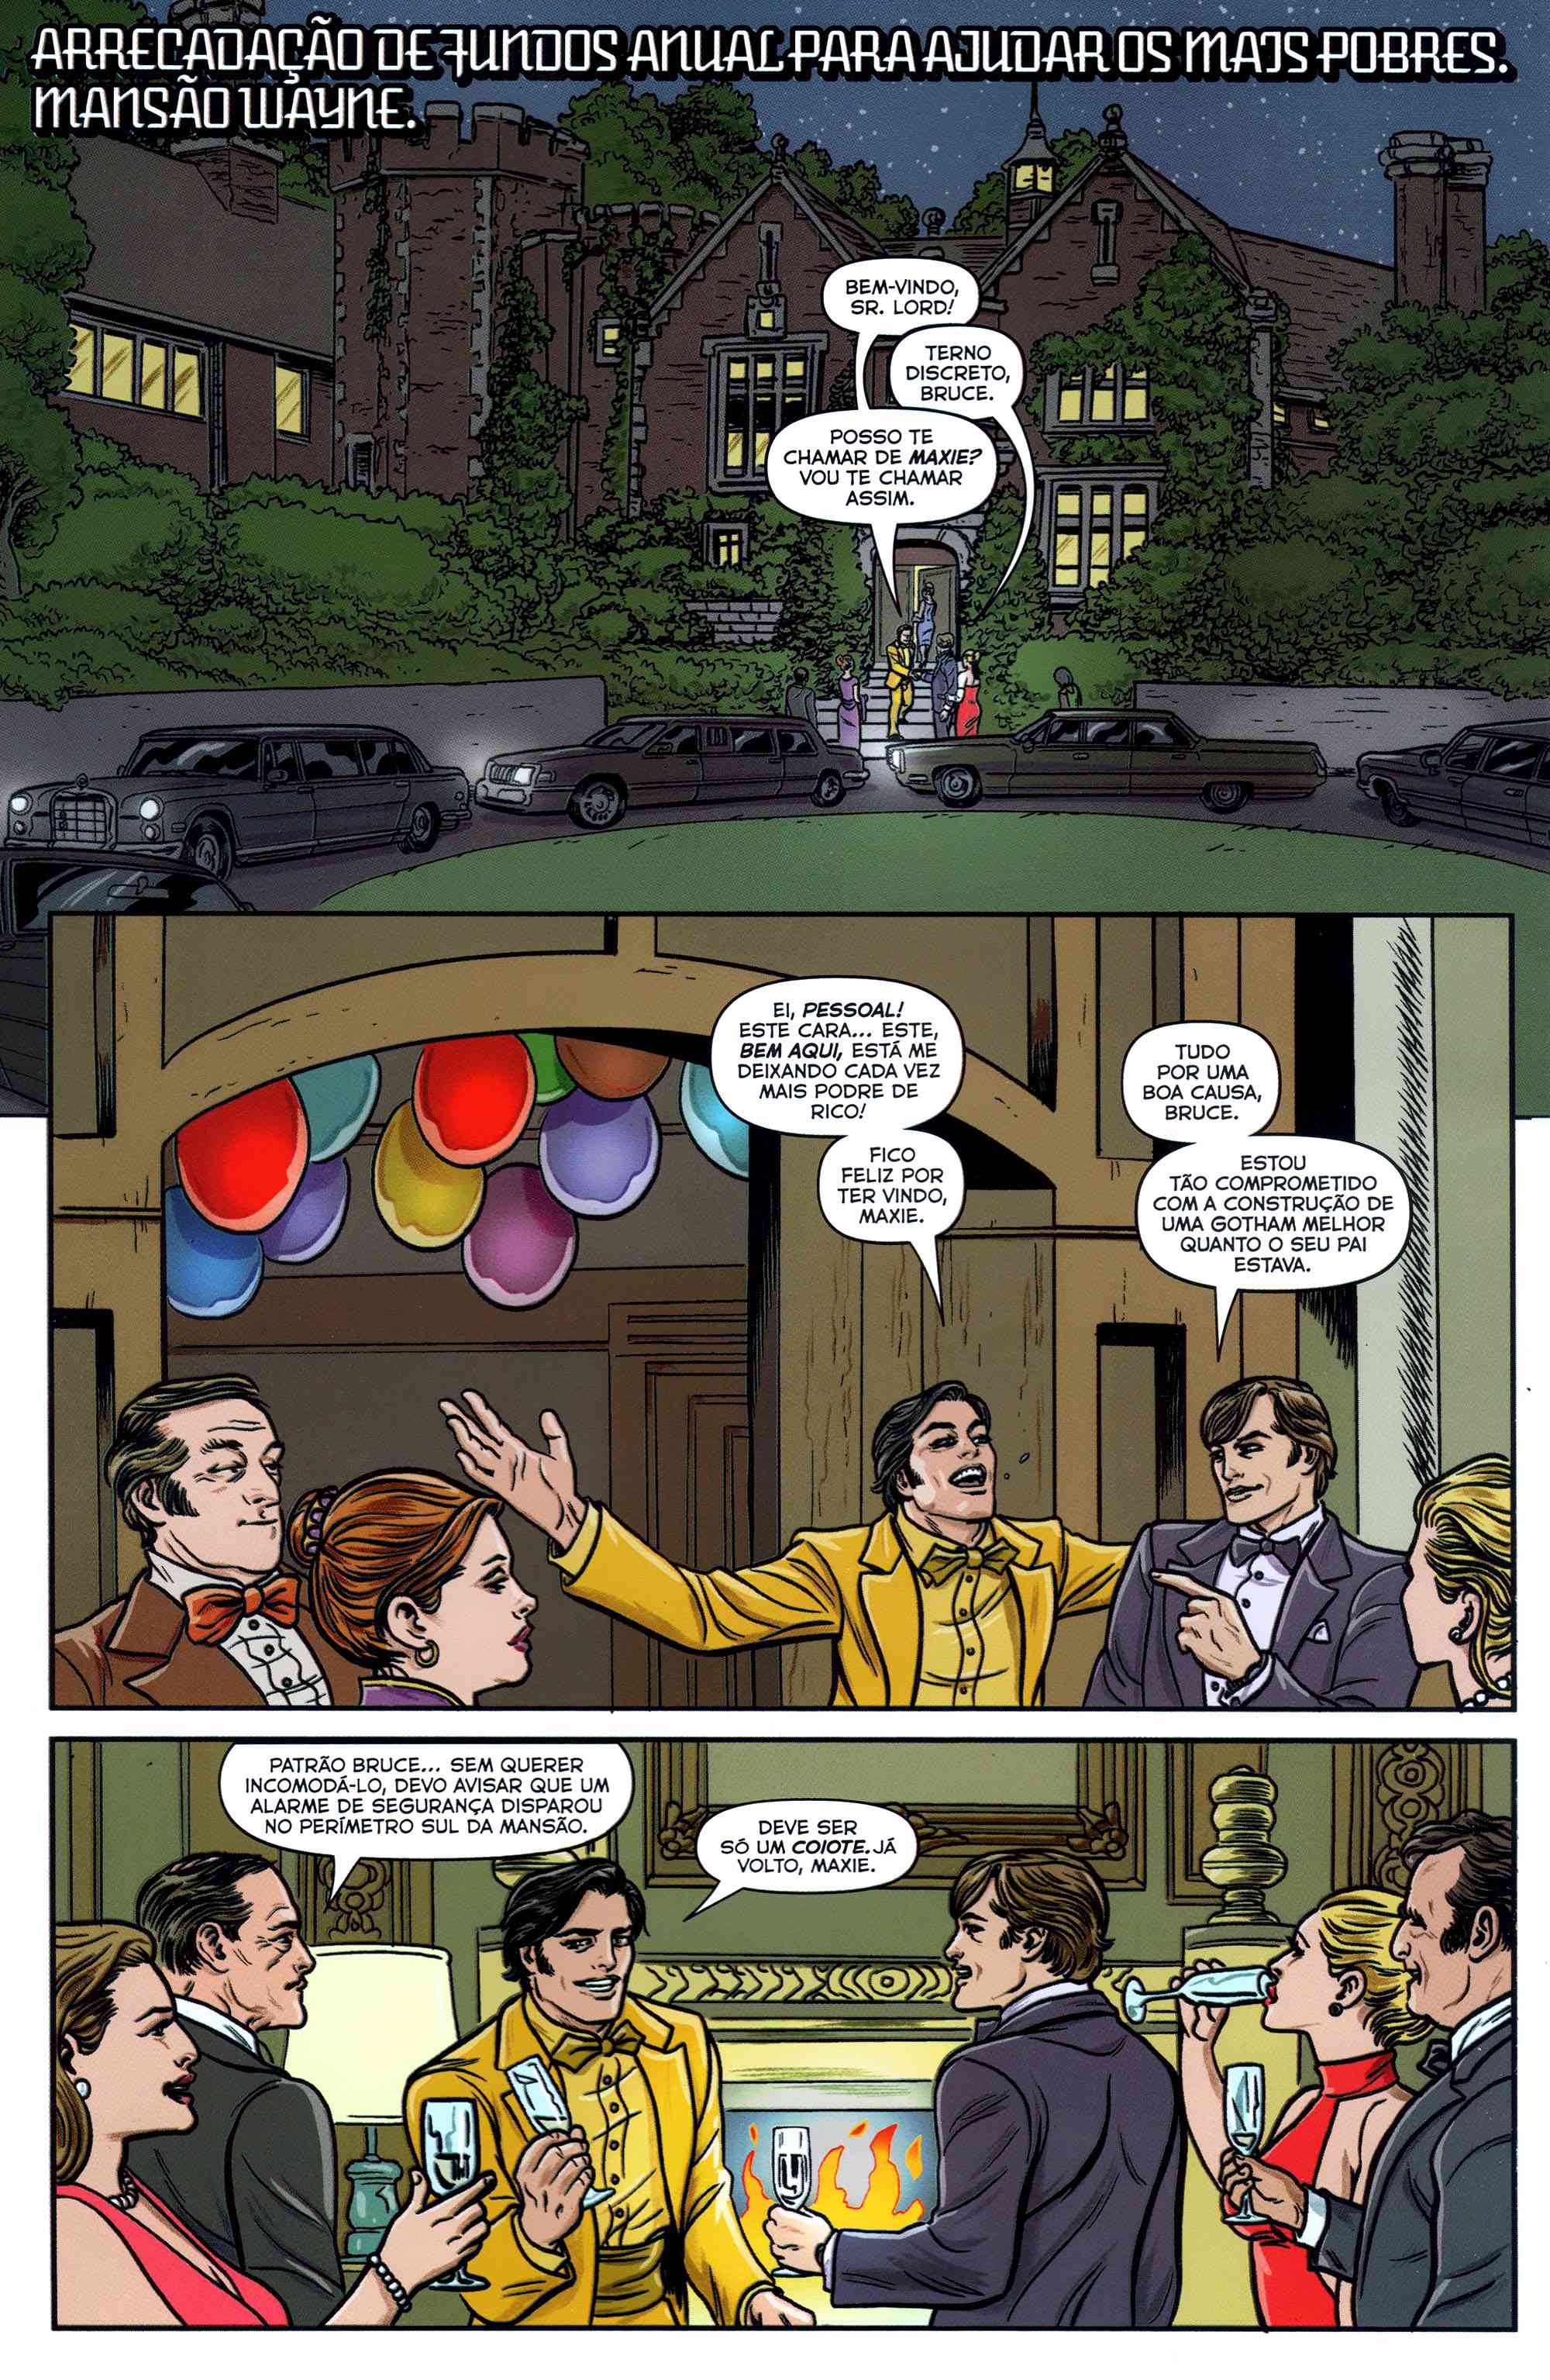 ARRECADAÇÃO DE FUNDOS ANUAL PARA AJUDAR OS MAIS POBRES.
MANSÃO WAYNE.
BEM-VINDO,
SR. LORD!
TERNO
DISCRETO,
BRUCE.
POSSO TE
CHAMAR DE MAXIE?
VOU TE CHAMAR
ASSIM.
EI, PESSOAL!
ESTE CARA... ESTE,
BEM AQUI, ESTÁ ME
DEIXANDO CADA VEZ
MAIS PODRE DE
RICO!
FICO
FELIZ POR
TER VINDO,
MAXIE.
TUDO
POR UMA
BOA CAUSA,
BRUCE.
ESTOU
TÃO COMPROMETIDO
COM A CONSTRUÇÃO DE
UMA GOTHAM MELHOR
QUANTO O SEU PAI
ESTAVA.
PATRÃO BRUCE... SEM QUERER
INCOMODÁ-LO, DEVO AVISAR QUE UM
ALARME DE SEGURANÇA DISPAROU
NO PERÍMETRO SUL DA MANSÃO.
DEVE SER
SÓ UM COIOTE. JÁ
VOLTO, MAXIE.